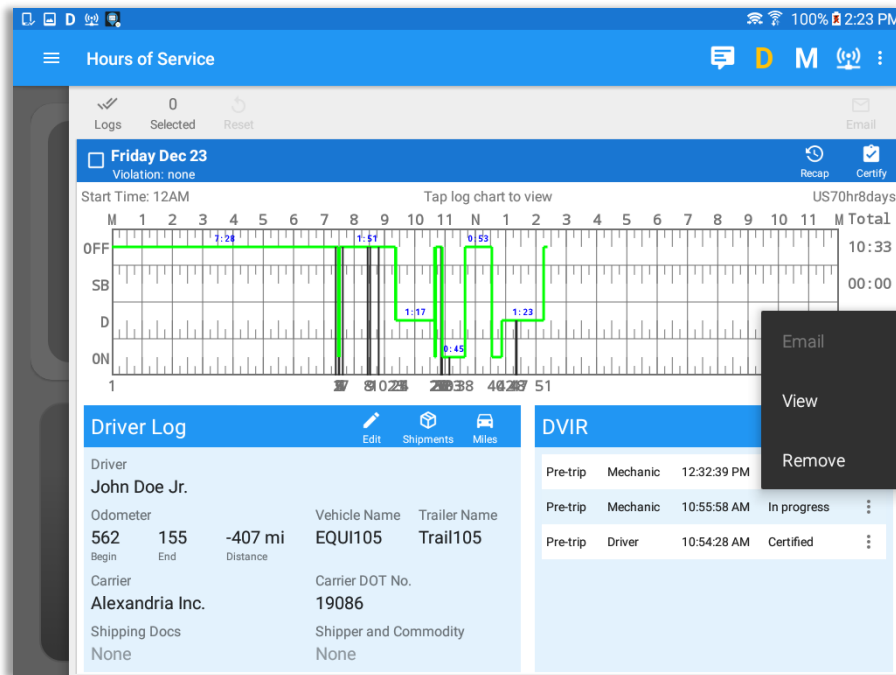 D 100% 2:23 PM
Hours of Service D M
Logs 0 Selected Reset Email
Friday Dec 23
Violation: none
Recap Certify
Start Time: 12AM Tap log chart to view US70hr8days
M 1 2 3 4 5 6 7 8 9 10 11 N 1 2 3 4 5 6 7 8 9 10 11 M Total
OFF 7:28 1:51 0:53 10:33
SB 00:00
D 1:17 1:23
ON 0:45
1 51
Email
View
Remove
Driver Log Edit Shipments Miles
Driver
John Doe Jr.
Odometer Vehicle Name Trailer Name
562 155 -407 mi EQUI105 Trail105
Begin End Distance
Carrier Carrier DOT No.
Alexandria Inc. 19086
Shipping Docs Shipper and Commodity
None None
DVIR
Pre-trip Mechanic 12:32:39 PM
Pre-trip Mechanic 10:55:58 AM In progress
Pre-trip Driver 10:54:28 AM Certified